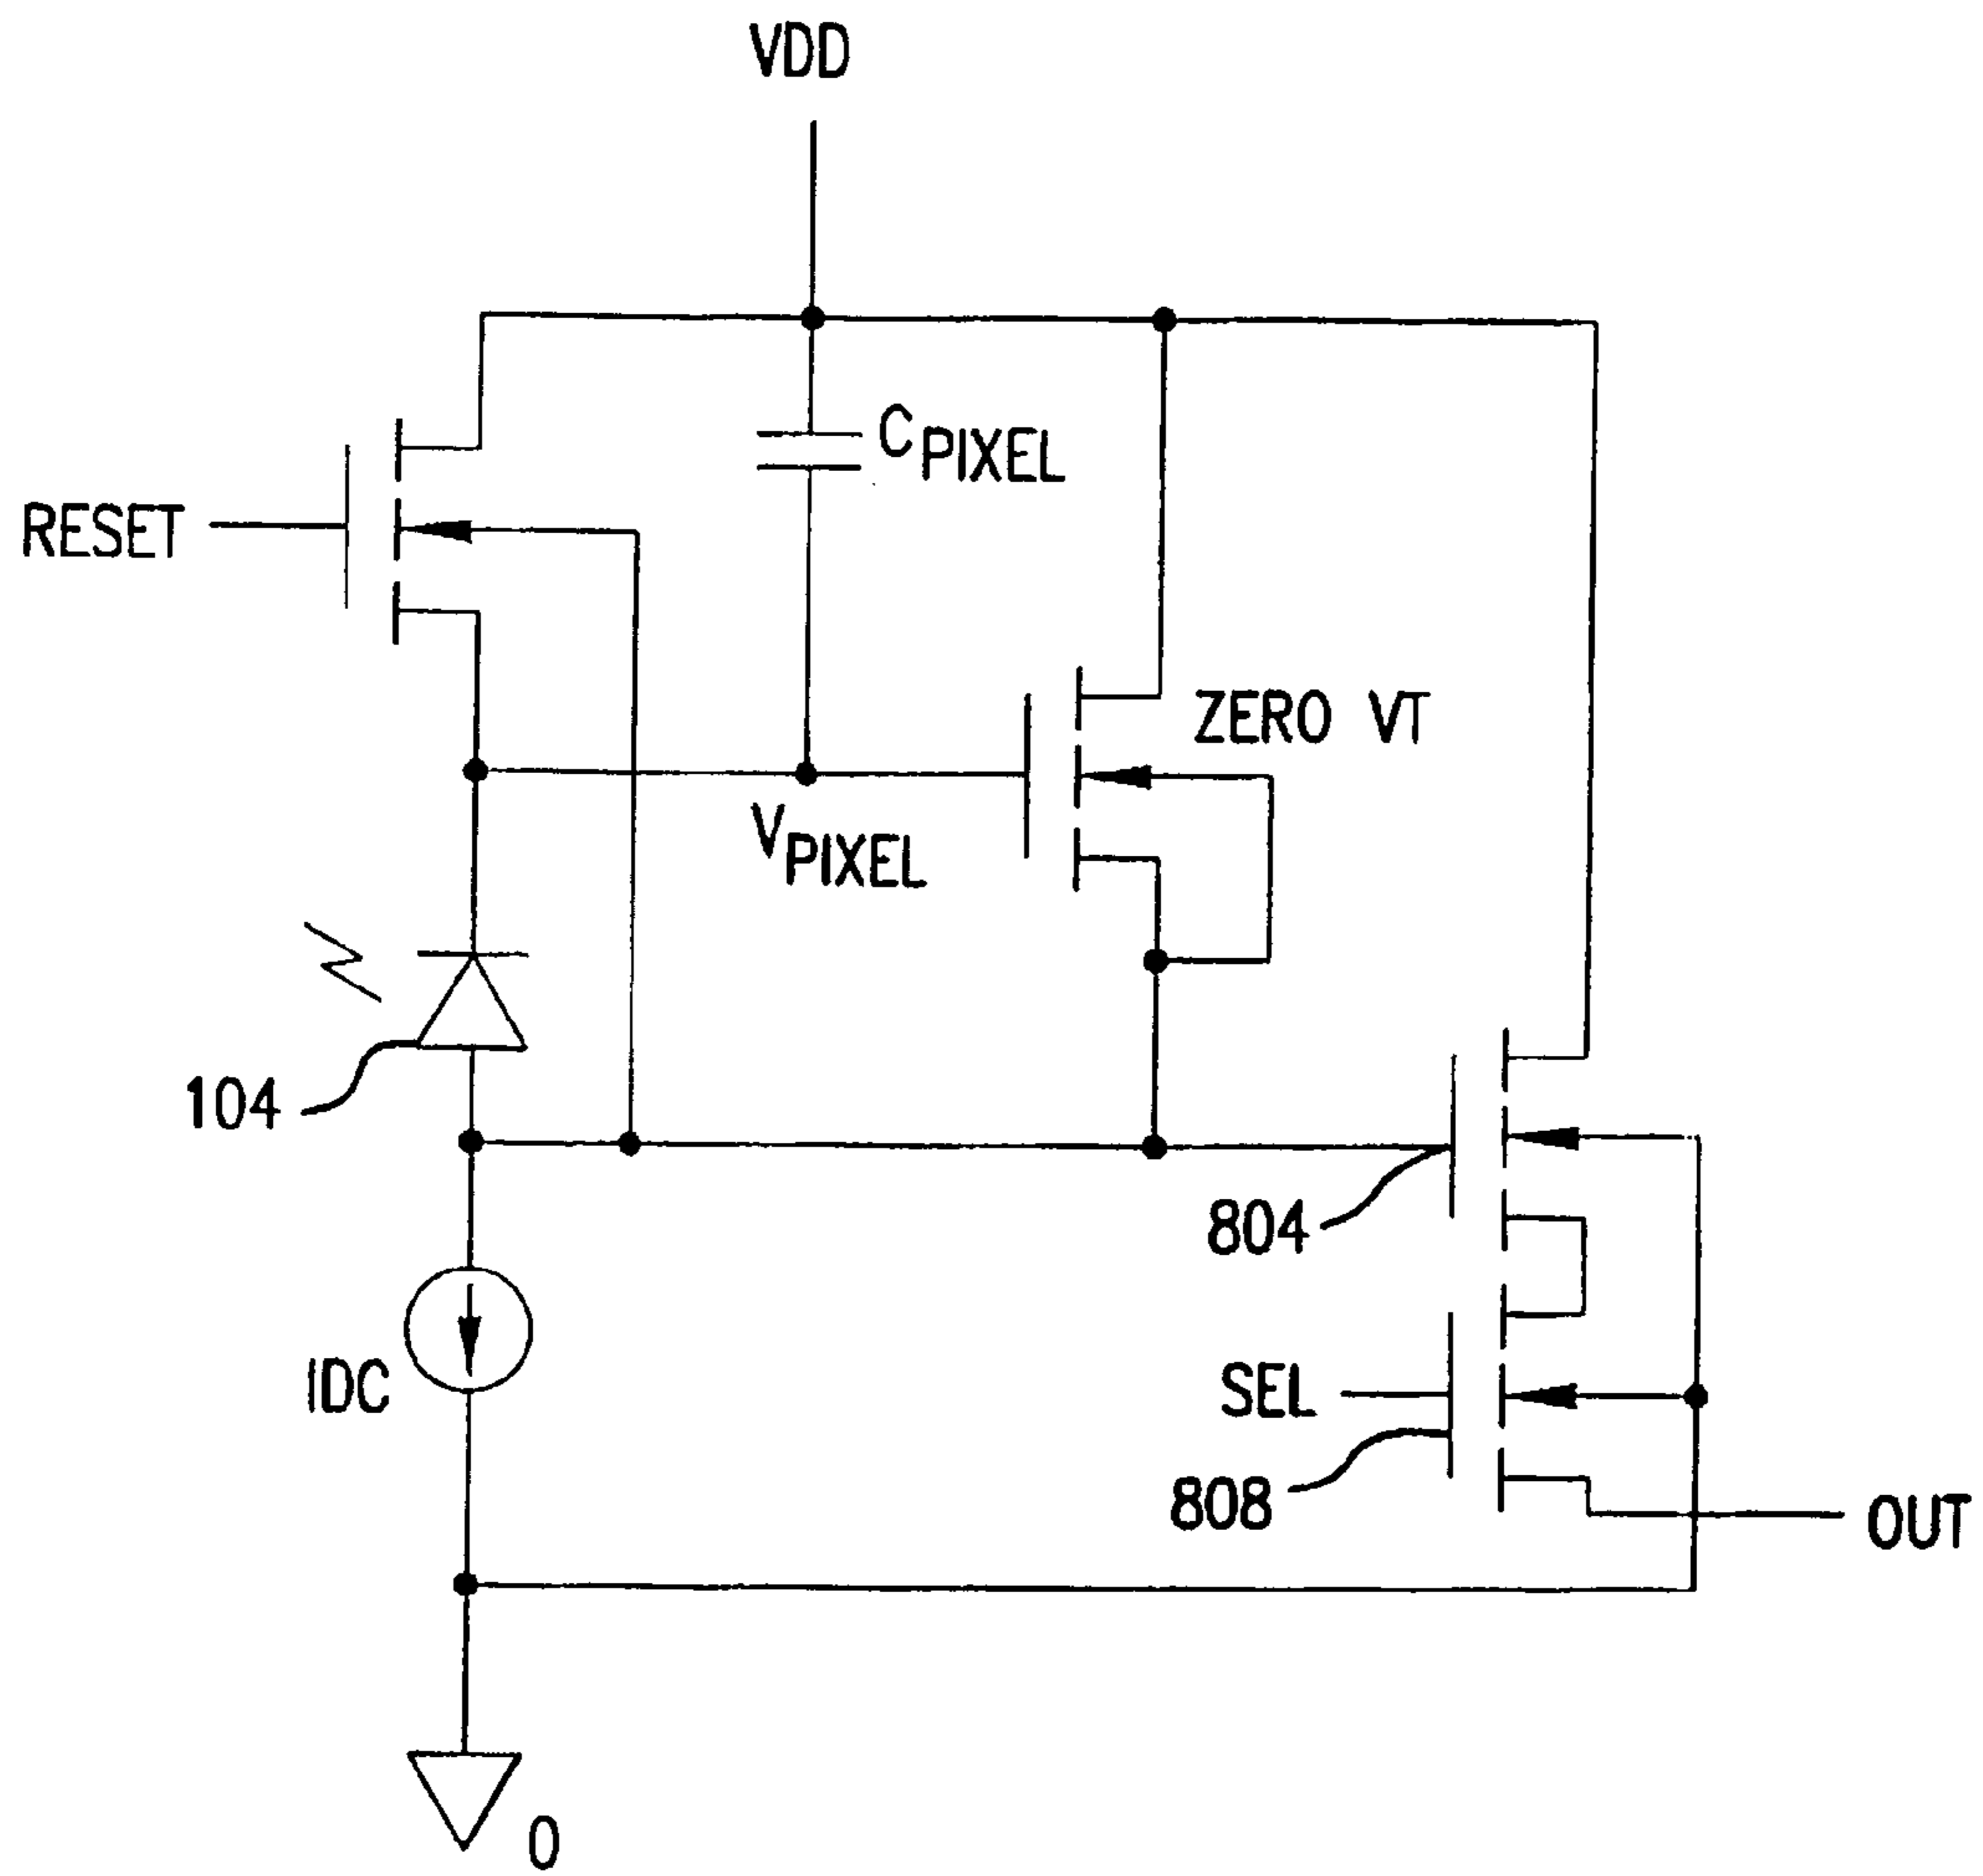 VDD
CPIXEL
RESET
ZERO VT
VPIXEL
104
804
IDC
SEL
808
OUT
0